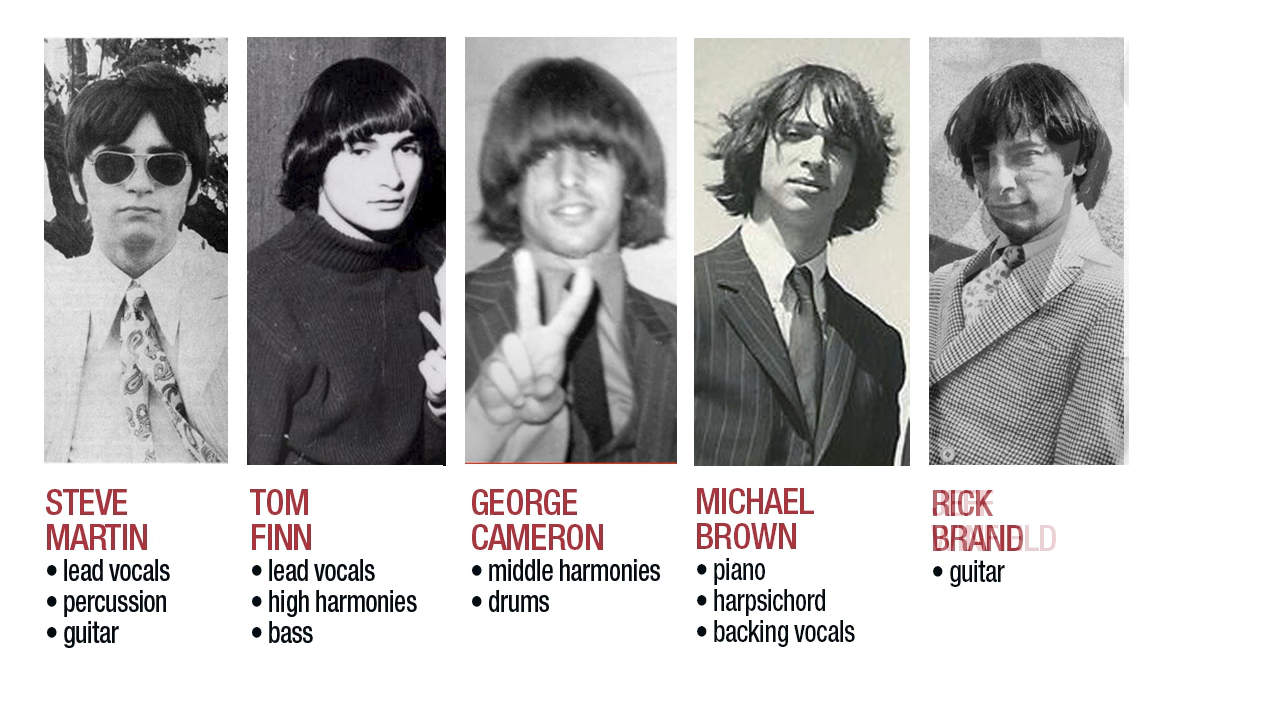 STEVE
MARTIN
• lead vocals
• percussion
• guitar
TOM
FINN
• lead vocals
• high harmonies
• bass
GEORGE
CAMERON
• middle harmonies
• drums
MICHAEL
BROWN
• piano
• harpsichord
• backing vocals
RICK
BRAND
• guitar